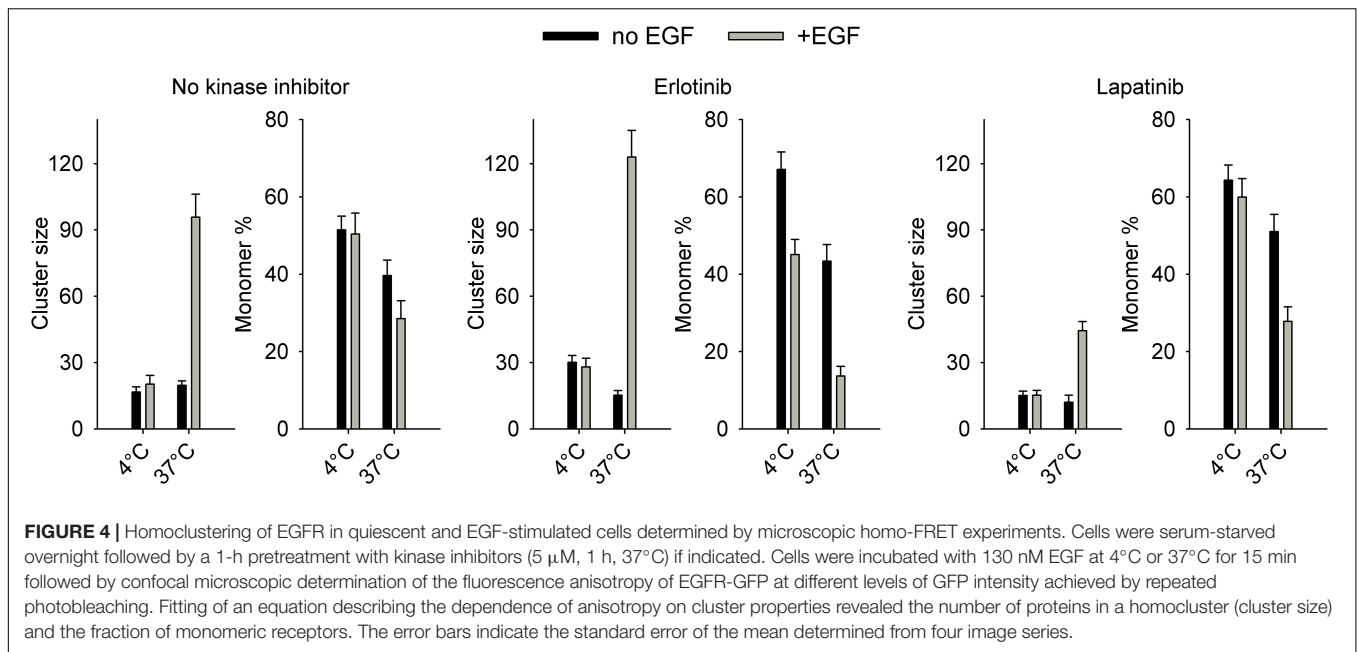 no EGF +EGF
No kinase inhibitor
Erlotinib
Lapatinib
Cluster size
120
90
60
30
0
4°C
37°C
Monomer %
80
60
40
20
0
4°C
37°C
Cluster size
120
90
60
30
0
4°C
37°C
Monomer %
80
60
40
20
0
4°C
37°C
Cluster size
120
90
60
30
0
4°C
37°C
Monomer %
80
60
40
20
0
4°C
37°C
FIGURE 4 | Homoclustering of EGFR in quiescent and EGF-stimulated cells determined by microscopic homo-FRET experiments. Cells were serum-starved
overnight followed by a 1-h pretreatment with kinase inhibitors (5 μM, 1 h, 37°C) if indicated. Cells were incubated with 130 nM EGF at 4°C or 37°C for 15 min
followed by confocal microscopic determination of the fluorescence anisotropy of EGFR-GFP at different levels of GFP intensity achieved by repeated
photobleaching. Fitting of an equation describing the dependence of anisotropy on cluster properties revealed the number of proteins in a homocluster (cluster size)
and the fraction of monomeric receptors. The error bars indicate the standard error of the mean determined from four image series.